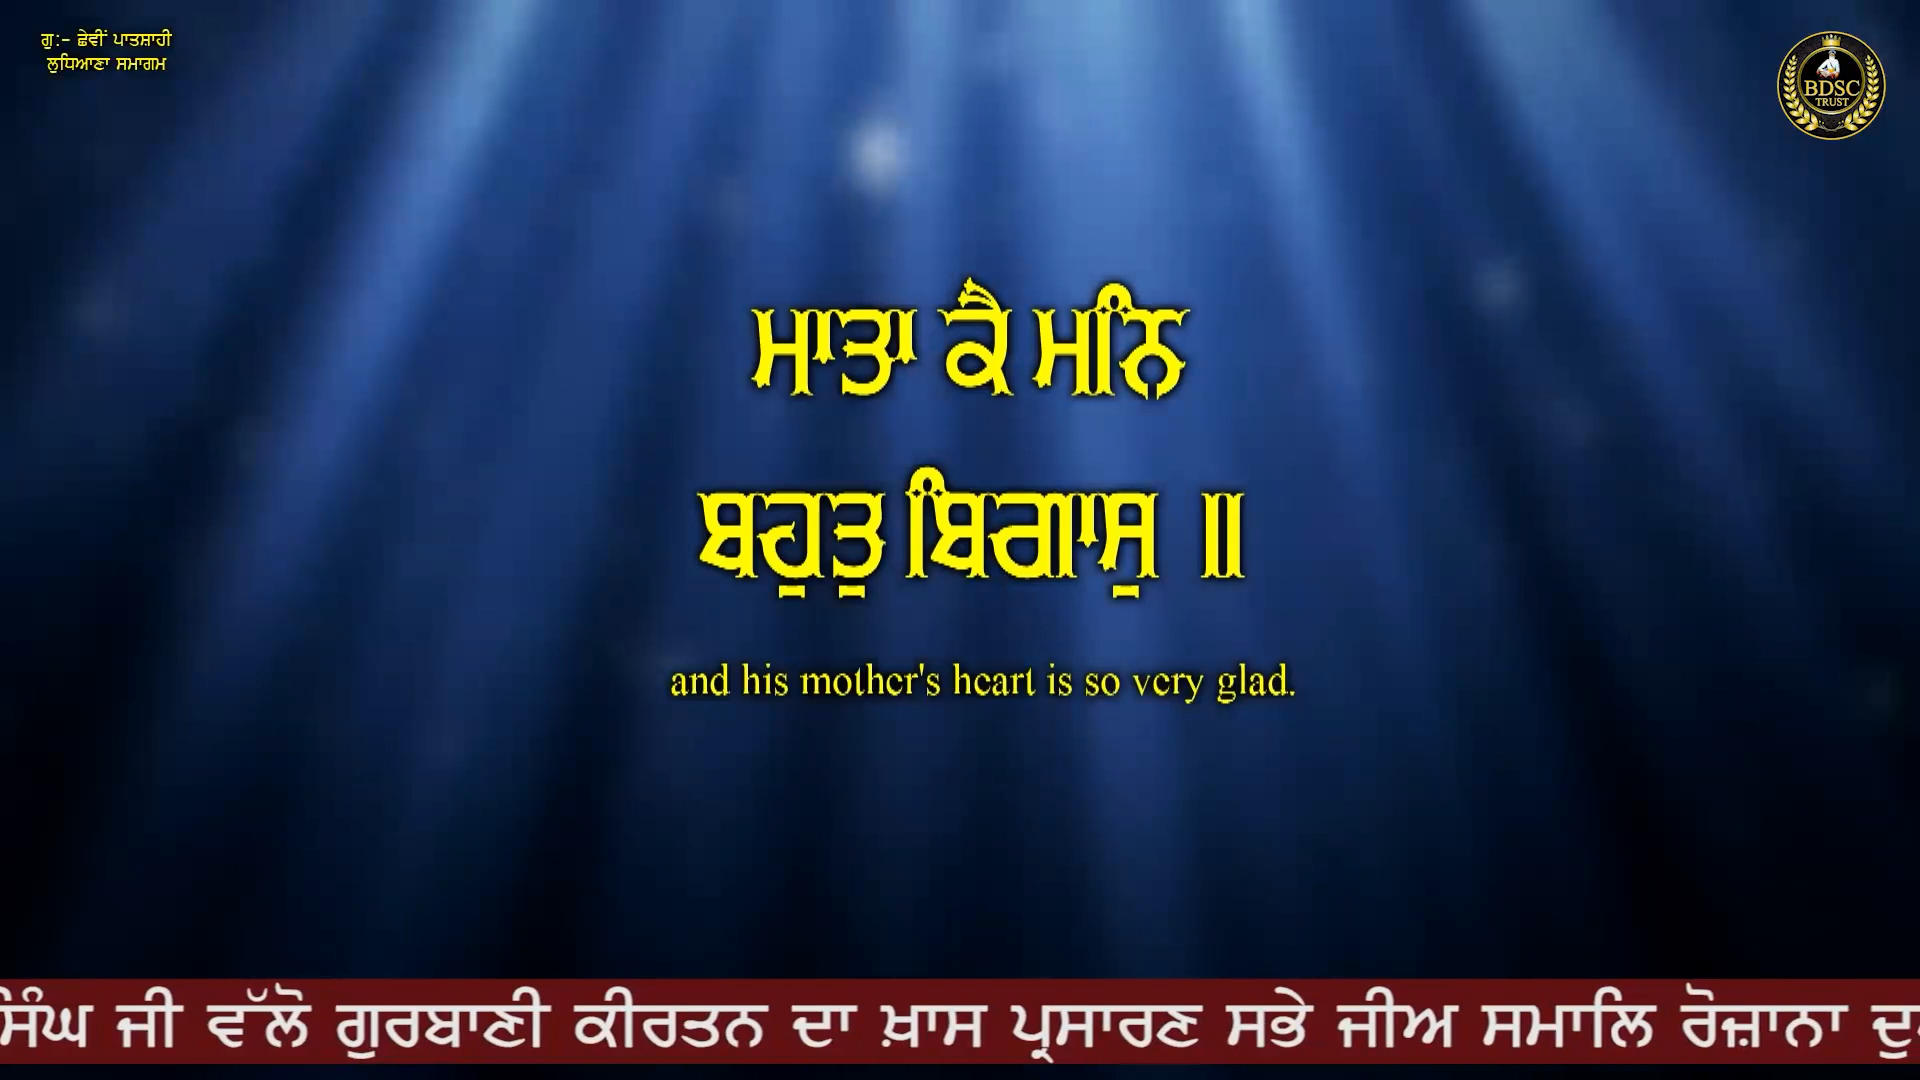 ਗੁ:- ਛੇਵੀਂ ਪਾਤਸ਼ਾਹੀ
ਲੁਧਿਆਣਾ ਸਮਾਗਮ
BDSC
TRUST
ਮਾਤਾ ਕੈ ਮਨਿ
ਬਹੁਤੁ ਬਿਗਾਸੁ ॥
and his mother's heart is so very glad.
ਸਿੰਘ ਜੀ ਵੱਲੋ ਗੁਰਬਾਣੀ ਕੀਰਤਨ ਦਾ ਖ਼ਾਸ ਪ੍ਰਸਾਰਣ ਸਭੇ ਜੀਅ ਸਮਾਲਿ ਰੋਜ਼ਾਨਾ